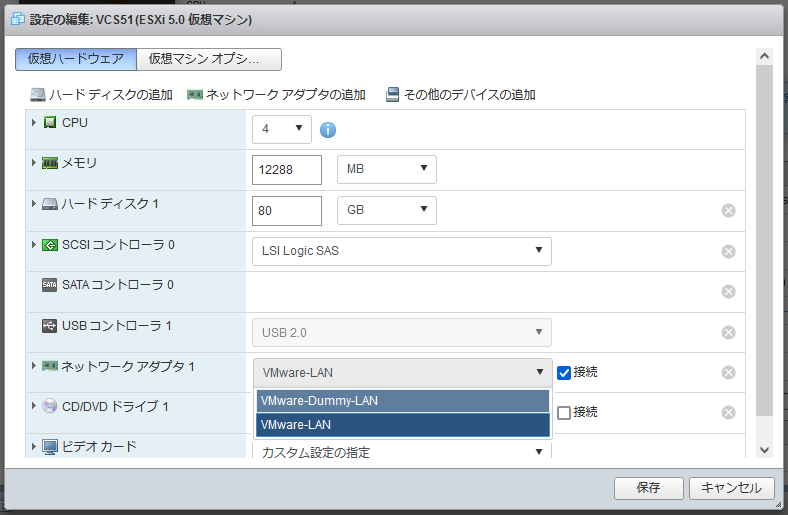 設定の編集: VCS51(ESXi 5.0 仮想マシン)
仮想ハードウェア 仮想マシン オプシ...
ハード ディスクの追加 ネットワーク アダプタの追加 その他のデバイスの追加
CPU 4
メモリ 12288 MB
ハード ディスク 1 80 GB
SCSI コントローラ 0 LSI Logic SAS
SATA SATA コントローラ 0
USB コントローラ 1 USB 2.0
ネットワーク アダプタ 1 VMware-LAN 接続
VMware-Dummy-LAN
CD/DVD ドライブ 1 接続
VMware-LAN
ビデオ カード カスタム設定の指定
保存 キャンセル